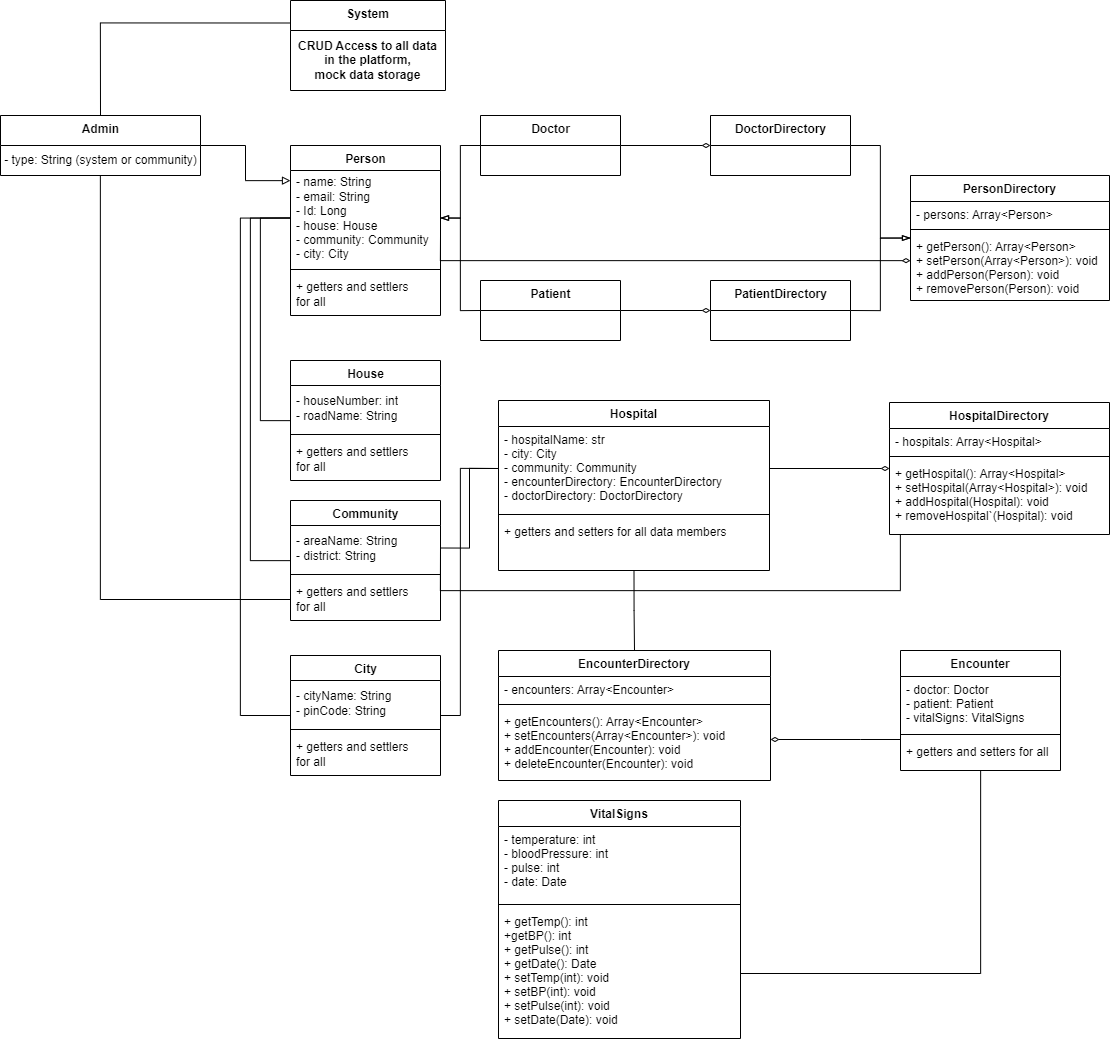 System
CRUD Access to all data
in the platform,
mock data storage
Admin
- type: String (system or community)
Person
- name: String
- email: String
- Id: Long
- house: House
- community: Community
- city: City
+ getters and settlers
for all
Doctor
DoctorDirectory
PersonDirectory
- persons: Array<Person>
+ getPerson(): Array<Person>
+ setPerson(Array<Person>): void
+ addPerson(Person): void
+ removePerson(Person): void
Patient
PatientDirectory
House
- houseNumber: int
- roadName: String
+ getters and settlers
for all
Hospital
- hospitalName: str
- city: City
- community: Community
- encounterDirectory: EncounterDirectory
- doctorDirectory: DoctorDirectory
+ getters and setters for all data members
HospitalDirectory
- hospitals: Array<Hospital>
+ getHospital(): Array<Hospital>
+ setHospital(Array<Hospital>): void
+ addHospital(Hospital): void
+ removeHospital`(Hospital): void
Community
- areaName: String
- district: String
+ getters and settlers
for all
City
- cityName: String
- pinCode: String
+ getters and settlers
for all
EncounterDirectory
- encounters: Array<Encounter>
+ getEncounters(): Array<Encounter>
+ setEncounters(Array<Encounter>): void
+ addEncounter(Encounter): void
+ deleteEncounter(Encounter): void
Encounter
- doctor: Doctor
- patient: Patient
- vitalSigns: VitalSigns
+ getters and setters for all
VitalSigns
- temperature: int
- bloodPressure: int
- pulse: int
- date: Date
+ getTemp(): int
+getBP(): int
+ getPulse(): int
+ getDate(): Date
+ setTemp(int): void
+ setBP(int): void
+ setPulse(int): void
+ setDate(Date): void